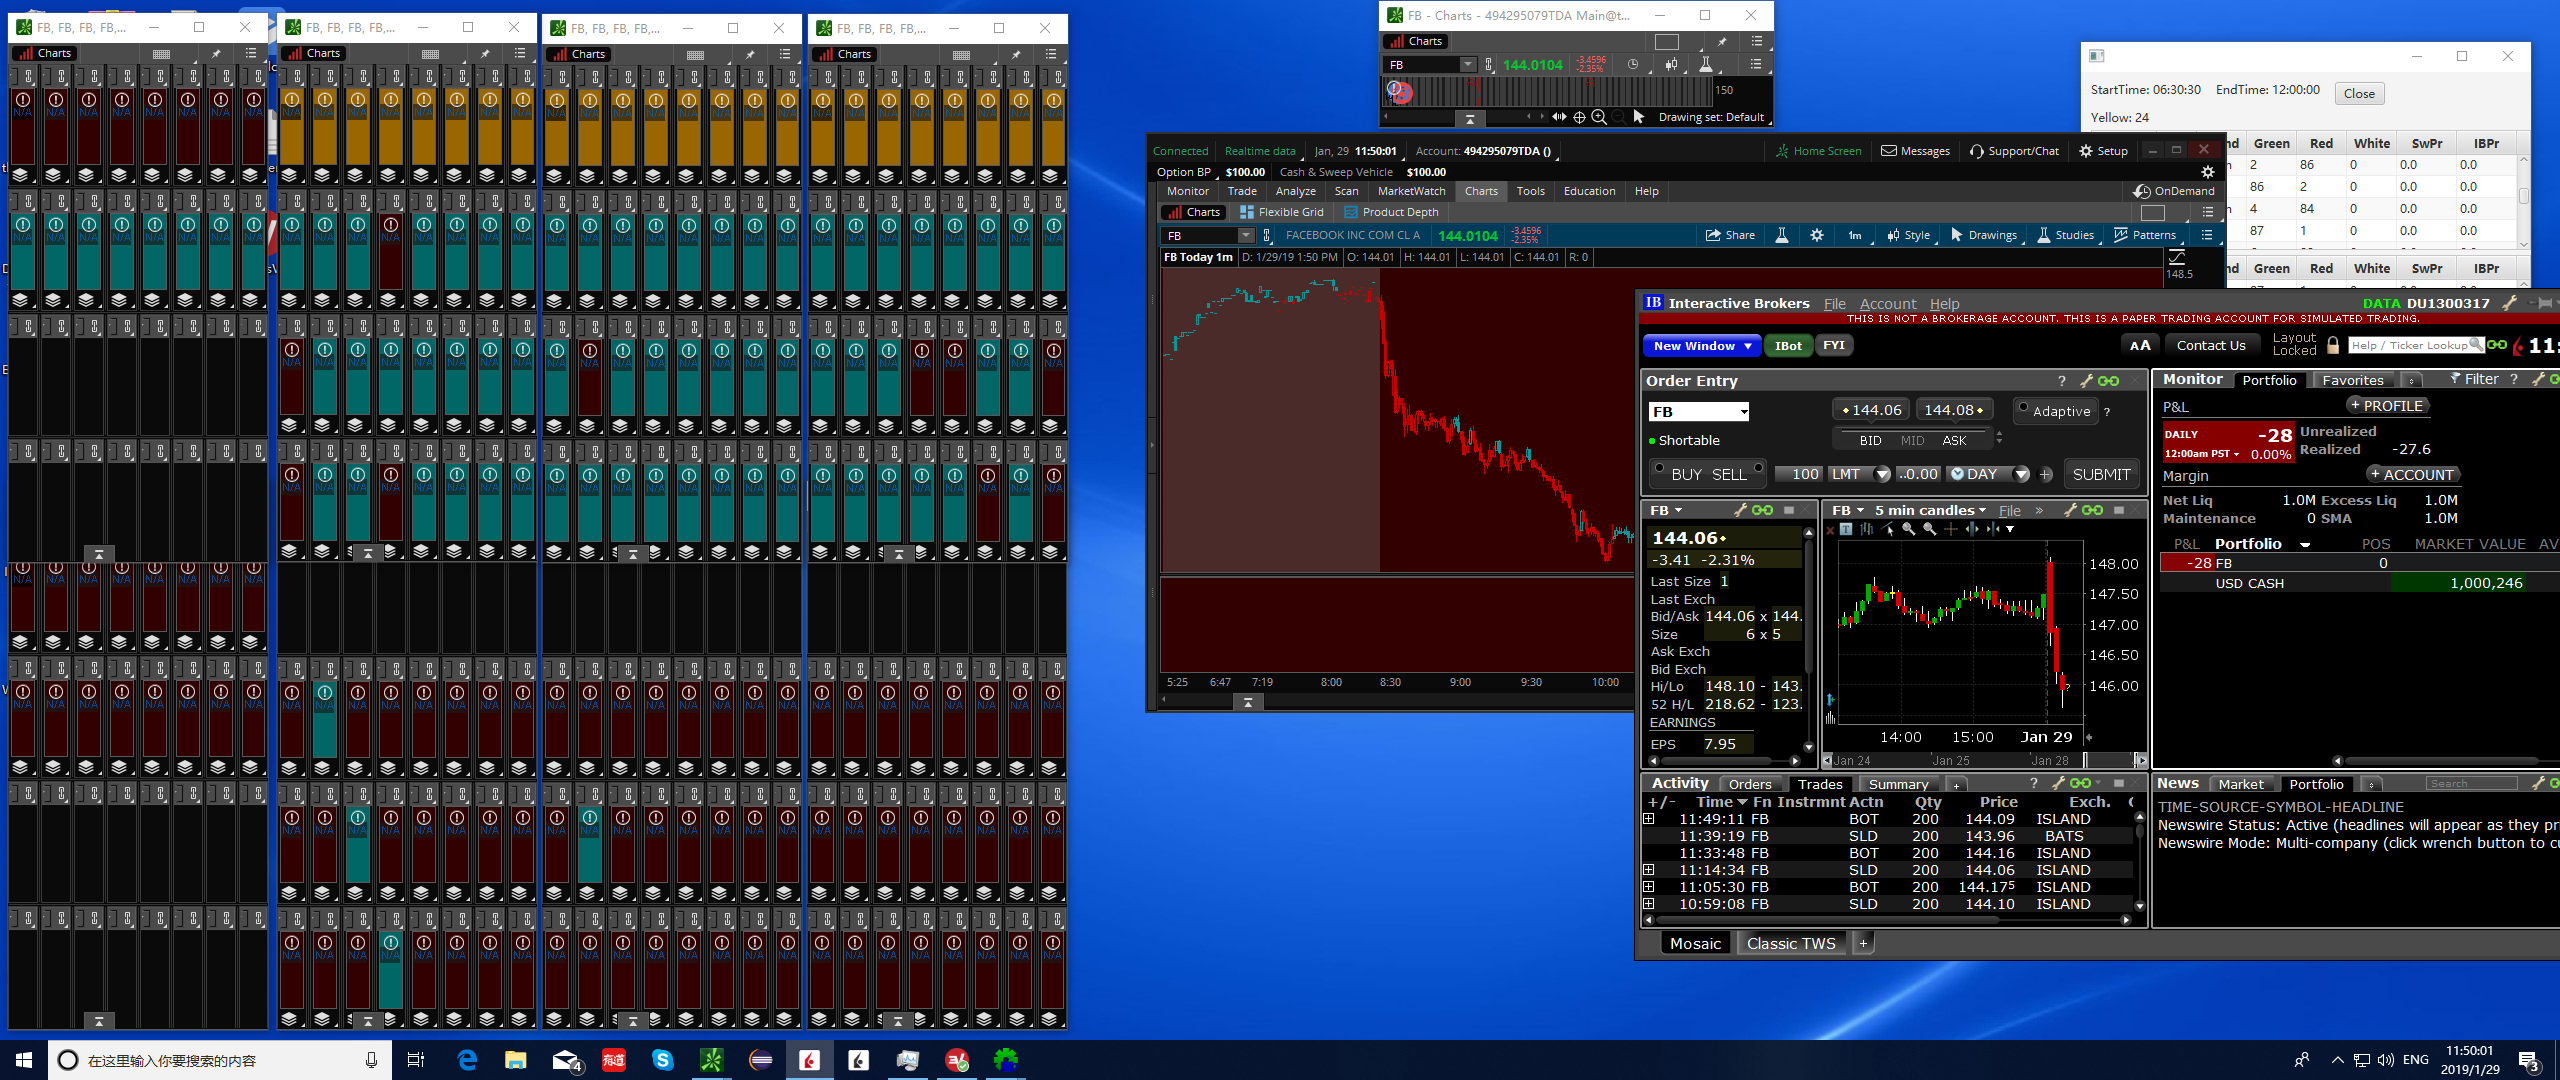 FB, FB, FB, FB,...
Charts
FB, FB, FB, FB,...
Charts
FB, FB, FB, FB,...
Charts
FB, FB, FB, FB,...
Charts
N/A
FB - Charts - 494295079TDA Main@t...
Charts
FB 144.0104 -3.4596 -2.35%
150
Drawing set: Default
StartTime: 06:30:30 EndTime: 12:00:00 Close
Yellow: 24
nd Green Red White SwPr IBPr
2 86 0 0.0 0.0
86 2 0 0.0 0.0
4 84 0 0.0 0.0
87 1 0 0.0 0.0
nd Green Red White SwPr IBPr
Connected Realtime data Jan, 29 11:50:01 Account: 494295079TDA () Home Screen Messages Support/Chat Setup
Option BP $100.00 Cash & Sweep Vehicle $100.00
Monitor Trade Analyze Scan MarketWatch Charts Tools Education Help OnDemand
Charts Flexible Grid Product Depth
FB FACEBOOK INC COM CL A 144.0104 -3.4596 -2.35% Share 1m Style Drawings Studies Patterns
FB Today 1m D: 1/29/19 1:50 PM O: 144.01 H: 144.01 L: 144.01 C: 144.01 R: 0
148.5
5:25 6:47 7:19 8:00 8:30 9:00 9:30 10:00
IB Interactive Brokers File Account Help DATA DU1300317
THIS IS NOT A BROKERAGE ACCOUNT. THIS IS A PAPER TRADING ACCOUNT FOR SIMULATED TRADING.
New Window IBot FYI AA Contact Us Layout Locked Help / Ticker Lookup 11:
Order Entry ?
FB 144.06 144.08 Adaptive ?
Shortable BID MID ASK
BUY SELL 100 LMT ..0.00 DAY + SUBMIT
FB
144.06
-3.41 -2.31%
Last Size 1
Last Exch
Bid/Ask 144.06 x 144.
Size 6 x 5
Ask Exch
Bid Exch
Hi/Lo 148.10 - 143.
52 H/L 218.62 - 123.
EARNINGS
EPS 7.95
FB 5 min candles File »
148.00
147.50
147.00
146.50
146.00
14:00 15:00 Jan 29
Jan 24 Jan 25 Jan 28
Monitor Portfolio Favorites Filter ?
P&L + PROFILE
DAILY -28 Unrealized
12:00am PST 0.00% Realized -27.6
Margin + ACCOUNT
Net Liq 1.0M Excess Liq 1.0M
Maintenance 0 SMA 1.0M
P&L Portfolio POS MARKET VALUE AV
-28 FB 0
USD CASH 1,000,246
Activity Orders Trades Summary + ?
+/- Time Fn Instrmnt Actn Qty Price Exch.
11:49:11 FB BOT 200 144.09 ISLAND
11:39:19 FB SLD 200 143.96 BATS
11:33:48 FB BOT 200 144.16 ISLAND
11:14:34 FB SLD 200 144.06 ISLAND
11:05:30 FB BOT 200 144.175 ISLAND
10:59:08 FB SLD 200 144.10 ISLAND
News Market Portfolio Search
TIME-SOURCE-SYMBOL-HEADLINE
Newswire Status: Active (headlines will appear as they pri
Newswire Mode: Multi-company (click wrench button to cu
Mosaic Classic TWS +
在这里输入你要搜索的内容
4 有道 ENG 11:50:01 3
2019/1/29